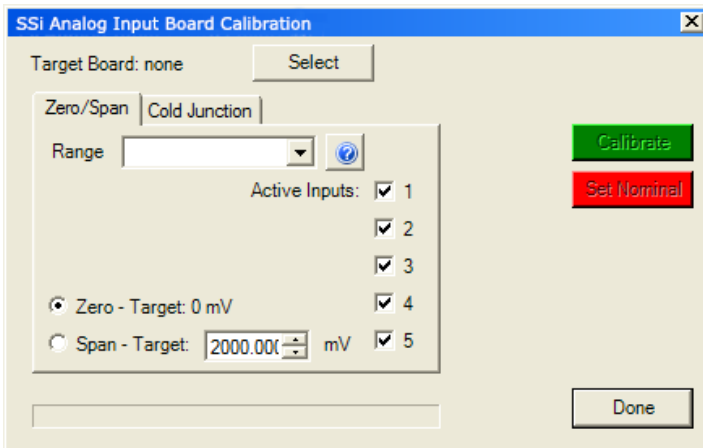 SSi Analog Input Board Calibration
Target Board: none
Select
Zero/Span
Cold Junction
Range
Calibrate
Active Inputs:
1
Set Nominal
2
3
Zero - Target: 0 mV
4
Span - Target:
2000.00(
mV
5
Done